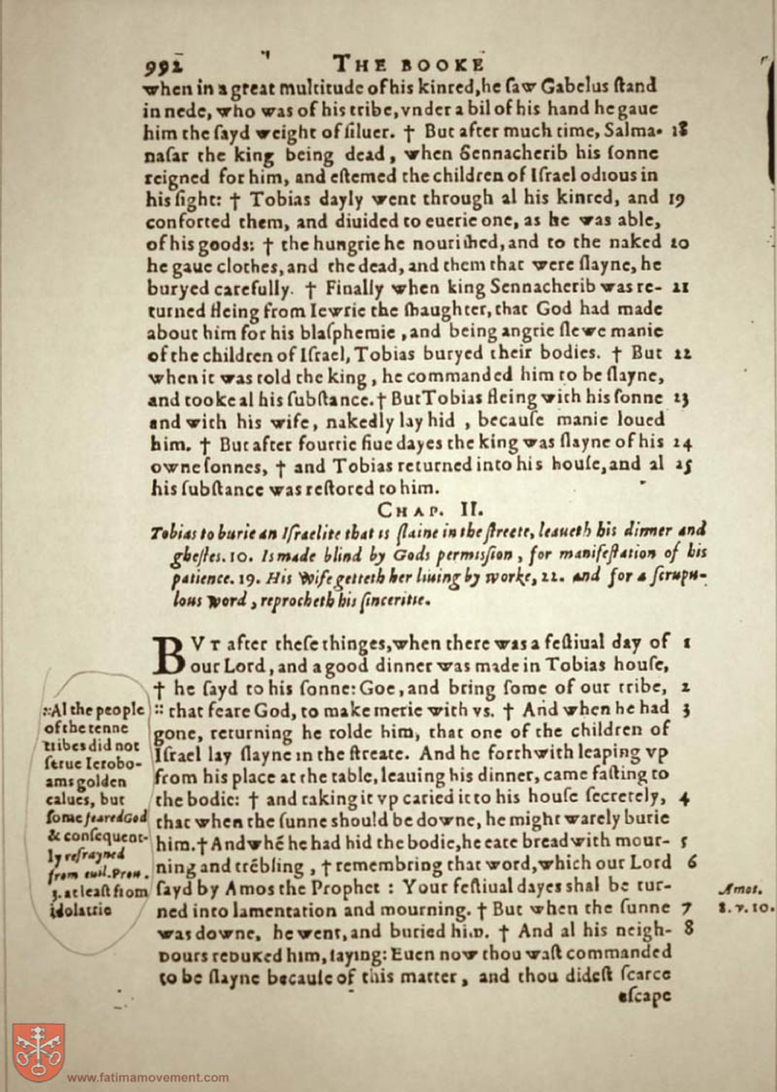 992 THE BOOKE
when in a great multitude of his kinred, he ſaw Gabelus ſtand
in nede, who was of his tribe, vnder a bil of his hand he gaue
him the ſayd weight of ſiluer. † But after much time, Salma- 18
naſar the king being dead, when Sennacherib his ſonne
reigned for him, and eſtemed the children of Iſrael odious in
his ſight: † Tobias dayly went through al his kinred, and 19
conforted them, and diuided to euerie one, as he was able,
of his goods: † the hungrie he nouriſhed, and to the naked 20
he gaue clothes, and the dead, and them that were ſlayne, he
buryed carefully. † Finally when king Sennacherib was re- 21
turned fleing from Iewrie the ſlaughter, that God had made
about him for his blaſphemie, and being angrie ſlewe manie
of the children of Iſrael, Tobias buryed their bodies. † But 22
when it was told the king, he commanded him to be ſlayne,
and tooke al his ſubſtance. † But Tobias fleing with his ſonne 23
and with his wife, nakedly lay hid, becauſe manie loued
him. † But after fourtie fiue dayes the king was ſlayne of his 24
owne ſonnes, † and Tobias returned into his houſe, and al 25
his ſubſtance was reſtored to him.
CHAP. II.
Tobias to burie an Iſraelite that is ſlaine in the ſtreete, leaueth his dinner and
gheſtes. 10. Is made blind by Gods permiſſion, for manifeſtation of his
patience. 19. His wife getteth her liuing by worke, 22. and for a ſcrupu-
lous word, reprocheth his ſinceritie.
BVT after theſe thinges, when there was a feſtiual day of 1
our Lord, and a good dinner was made in Tobias houſe,
† he ſayd to his ſonne: Goe, and bring ſome of our tribe, 2
:: that feare God, to make merie with vs. † And when he had 3
gone, returning he tolde him, that one of the children of
Iſrael lay ſlayne in the ſtreate. And he forthwith leaping vp
from his place at the table, leauing his dinner, came faſting to
the bodie: † and taking it vp caried it to his houſe ſecretely, 4
that when the ſunne ſhould be downe, he might warely burie
him. † And whē he had hid the bodie, he eate bread with mour- 5
ning and trēbling, † remembring that word, which our Lord 6
ſayd by Amos the Prophet: Your feſtiual dayes shal be tur-
ned into lamentation and mourning. † But when the ſunne 7
was downe, he went, and buried him. † And al his neigh- 8
bours rebuked him, ſaying: Euen now thou waſt commanded
to be ſlayne becauſe of this matter, and thou dideſt ſcarce
eſcape
:: Al the people
of the tenne
tribes did not
ſerue Ierobo-
ams golden
calues, but
ſome feared God
& conſequent-
ly refrayned
from euil. Prou.
3. at leaſt from
idolatrie
Amos.
8. v. 10.
www.fatimamovement.com